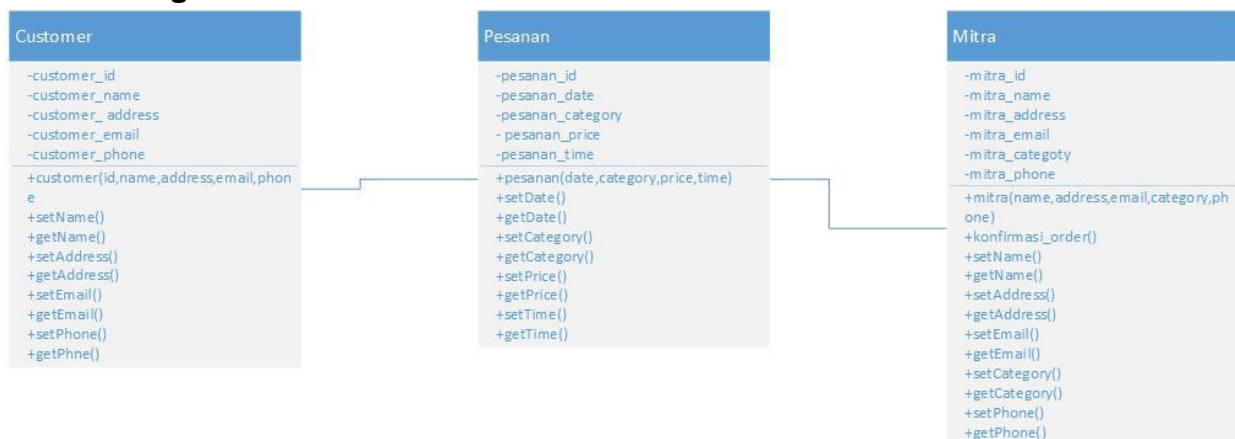 Customer
-customer_id
-customer_name
-customer_ address
-customer_email
-customer_phone
+customer(id,name,address,email,phon
e
+setName()
+getName()
+setAddress()
+getAddress()
+setEmail()
+getEmail()
+setPhone()
+getPhne()
Pesanan
-pesanan_id
-pesanan_date
-pesanan_category
- pesanan_price
-pesanan_time
+pesanan(date,category,price,time)
+setDate()
+getDate()
+setCategory()
+getCategory()
+setPrice()
+getPrice()
+setTime()
+getTime()
Mitra
-mitra_id
-mitra_name
-mitra_address
-mitra_email
-mitra_categoty
-mitra_phone
+mitra(name,address,email,category,ph
one)
+konfirmasi_order()
+setName()
+getName()
+setAddress()
+getAddress()
+setEmail()
+getEmail()
+setCategory()
+getCategory()
+setPhone()
+getPhone()